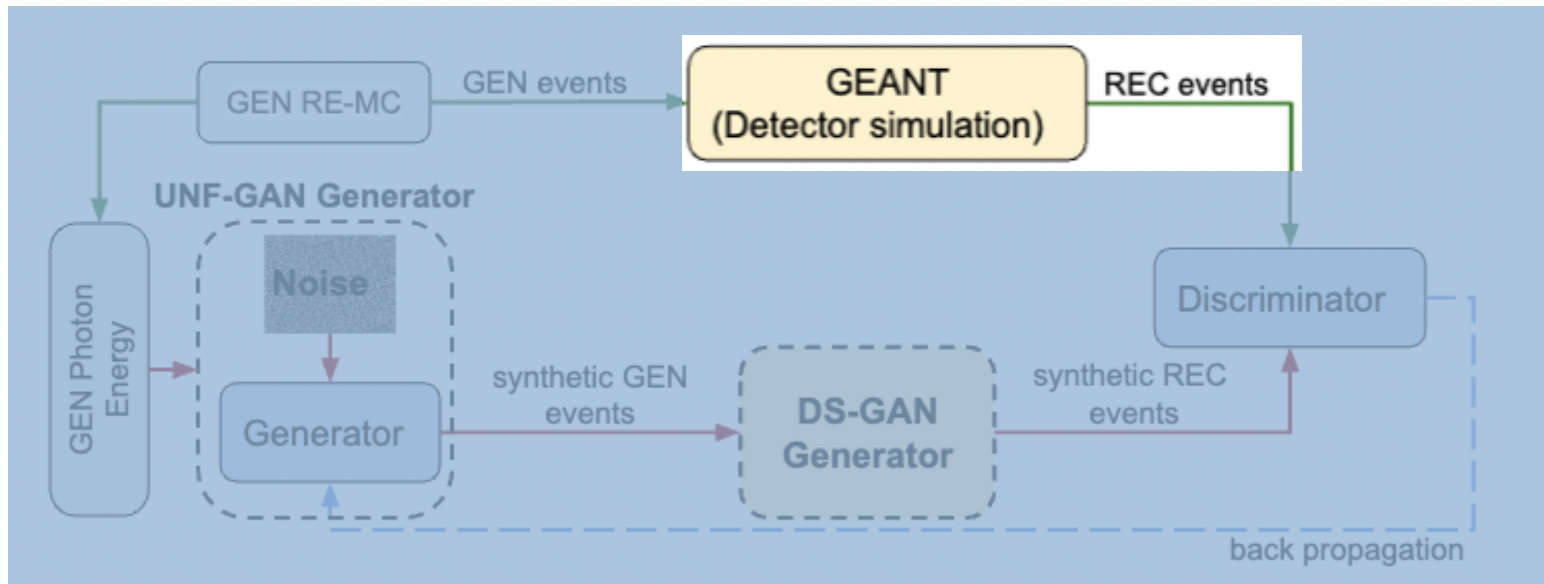 GEN RE-MC
GEN events
GEANT
(Detector simulation)
REC events
UNF-GAN Generator
Noise
GEN Photon
Energy
Generator
synthetic GEN
events
DS-GAN
Generator
synthetic REC
events
Discriminator
back propagation